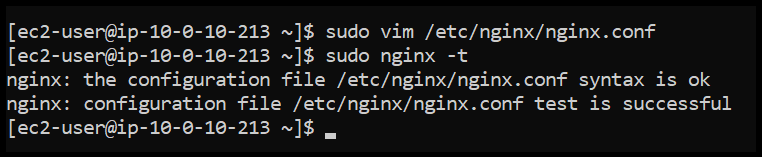 [ec2-user@ip-10-0-10-213 ~]$ sudo vim /etc/nginx/nginx.conf
[ec2-user@ip-10-0-10-213 ~]$ sudo nginx -t
nginx: the configuration file /etc/nginx/nginx.conf syntax is ok
nginx: configuration file /etc/nginx/nginx.conf test is successful
[ec2-user@ip-10-0-10-213 ~]$